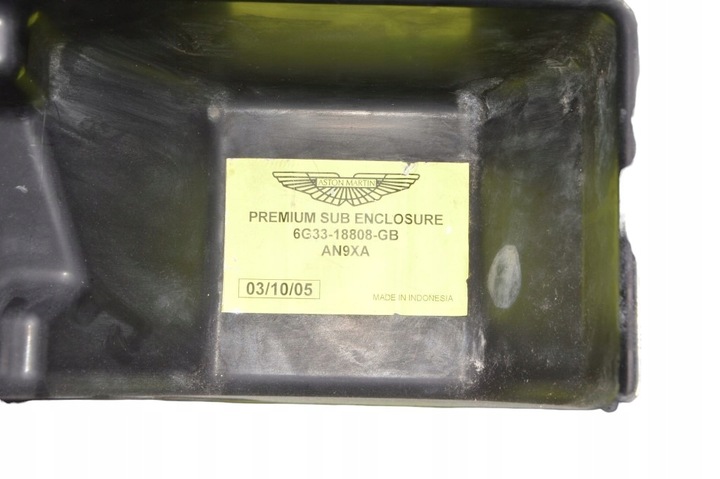 ASTON MARTIN
PREMIUM SUB ENCLOSURE
6G33-18808-GB
AN9XA
03/10/05
MADE IN INDONESIA